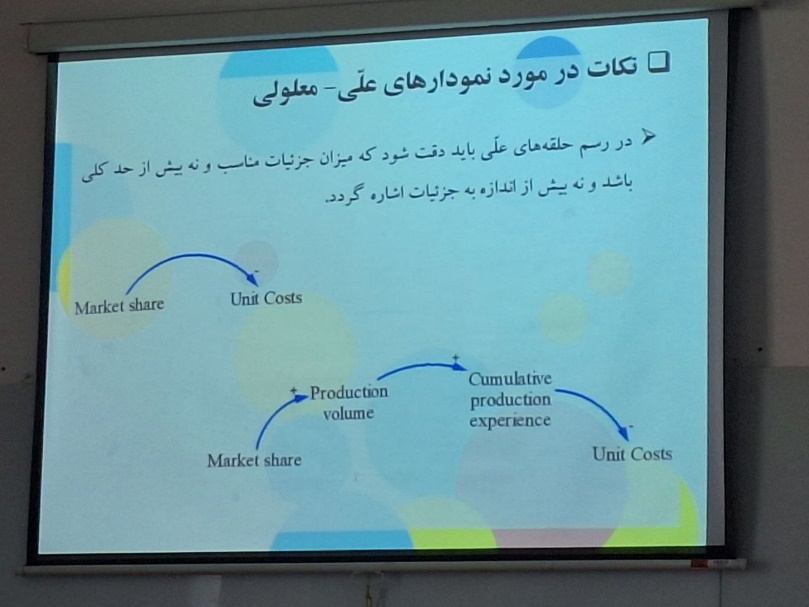 ❑ نکات در مورد نمودارهای علّی- معلولی
➢ در رسم حلقه‌های علّی باید دقت شود که میزان جزئیات مناسب و نه بیش از حد کلی
باشد و نه بیش از اندازه به جزئیات اشاره گردد.
-
Market share
Unit Costs
+
Production
volume
+
Cumulative
production
experience
-
Market share
Unit Costs